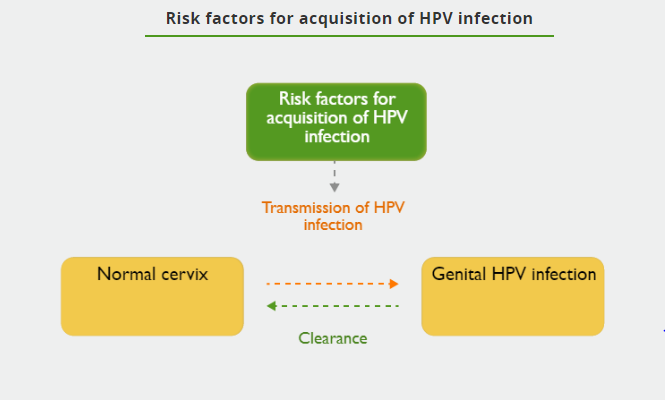 Risk factors for acquisition of HPV infection
Risk factors for
acquisition of HPV
infection
Transmission of HPV
infection
Normal cervix
Genital HPV infection
Clearance